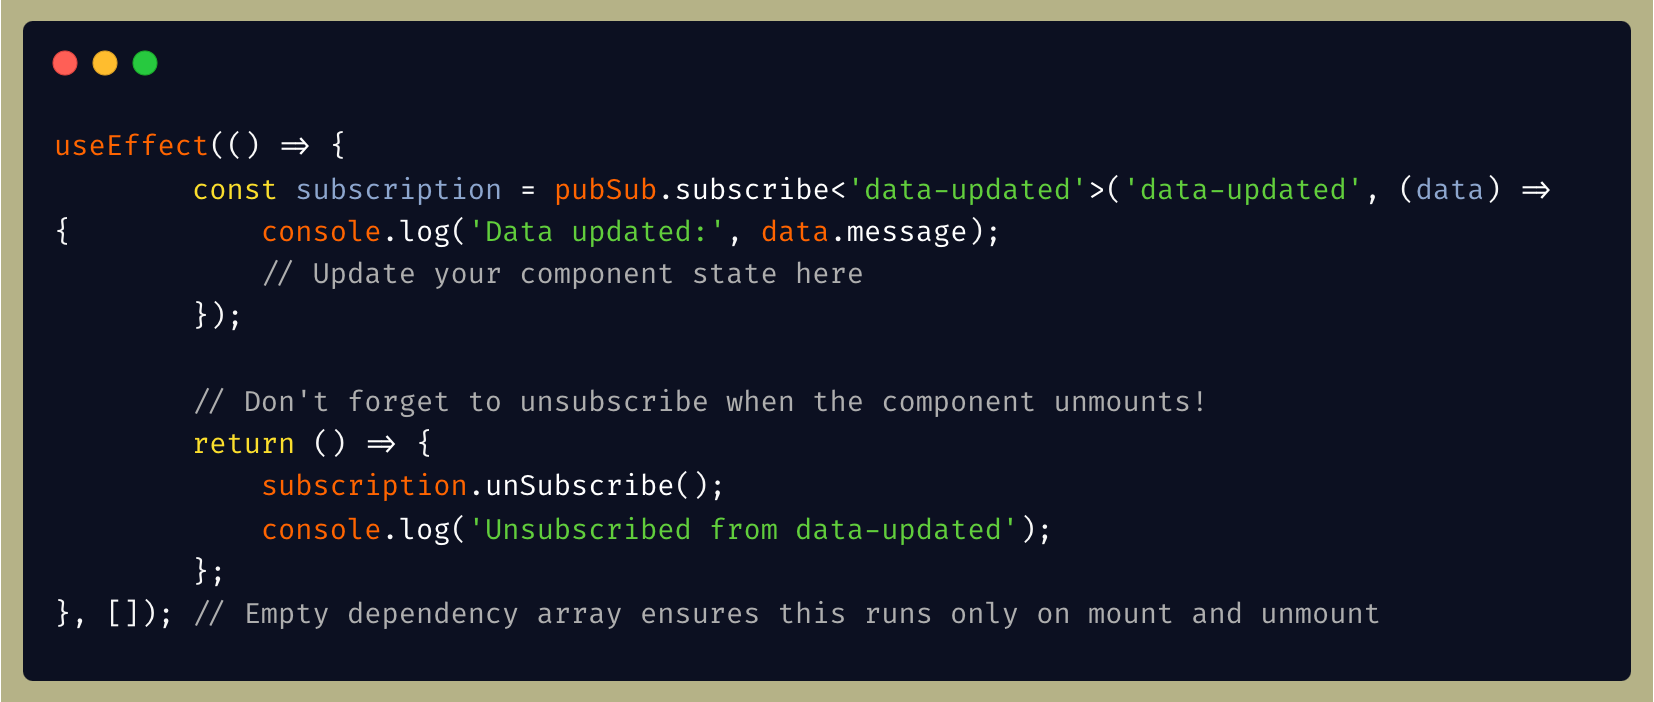 useEffect(() => {
        const subscription = pubSub.subscribe<'data-updated'>('data-updated', (data) =>
{           console.log('Data updated:', data.message);
            // Update your component state here
        });

        // Don't forget to unsubscribe when the component unmounts!
        return () => {
            subscription.unSubscribe();
            console.log('Unsubscribed from data-updated');
        };
}, []); // Empty dependency array ensures this runs only on mount and unmount